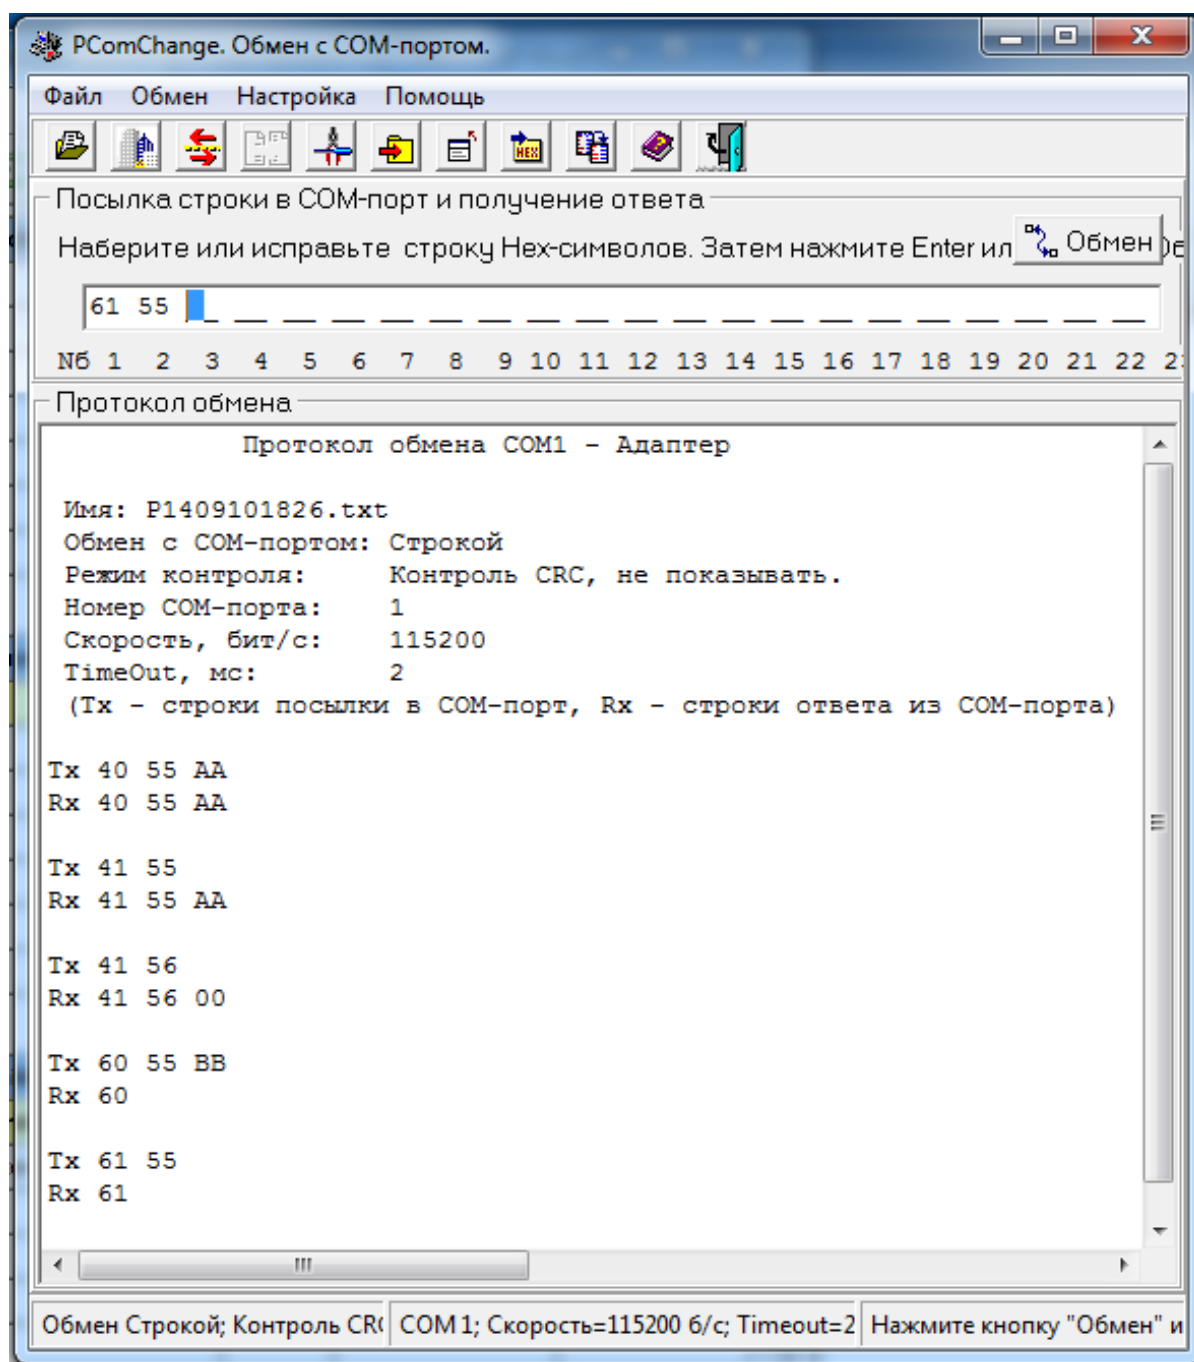 PComChange. Обмен с COM-портом.
Файл Обмен Настройка Помощь
HEX
Посылка строки в COM-порт и получение ответа
Наберите или исправьте строку Hex-символов. Затем нажмите Enter ил
Обмен
61 55
Nб 1 2 3 4 5 6 7 8 9 10 11 12 13 14 15 16 17 18 19 20 21 22
Протокол обмена
Протокол обмена COM1 - Адаптер
Имя: P1409101826.txt
Обмен с COM-портом: Строкой
Режим контроля: Контроль CRC, не показывать.
Номер COM-порта: 1
Скорость, бит/с: 115200
TimeOut, мс: 2
(Tx - строки посылки в COM-порт, Rx - строки ответа из COM-порта)
Tx 40 55 AA
Rx 40 55 AA
Tx 41 55
Rx 41 55 AA
Tx 41 56
Rx 41 56 00
Tx 60 55 BB
Rx 60
Tx 61 55
Rx 61
Обмен Строкой; Контроль CR COM 1; Скорость=115200 б/с; Timeout=2 Нажмите кнопку "Обмен" и